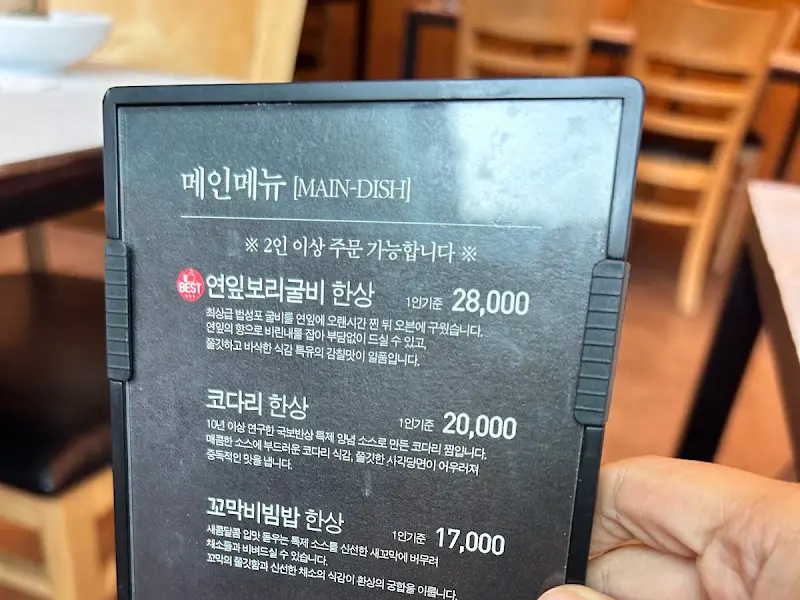 메인메뉴 [MAIN-DISH]
※ 2인 이상 주문 가능합니다 ※
BEST 연잎보리굴비 한상 1인기준 28,000
최상급 법성포 굴비를 연잎에 오랜시간 찐 뒤 오븐에 구웠습니다.
연잎의 향으로 비린내를 잡아 부담없이 드실 수 있고,
쫄깃하고 바삭한 식감 특유의 감칠맛이 일품입니다.
코다리 한상 1인기준 20,000
10년 이상 연구한 국보반상 특제 양념 소스로 만든 코다리 찜입니다.
매콤한 소스에 부드러운 코다리 식감, 쫄깃한 사각당면이 어우러져
중독적인 맛을 냅니다.
꼬막비빔밥 한상 1인기준 17,000
새콤달콤 입맛 돋우는 특제 소스를 신선한 새꼬막에 버무려
채소들과 비벼드실 수 있습니다.
꼬막의 쫄깃함과 신선한 채소의 식감이 환상의 궁합을 이룹니다.